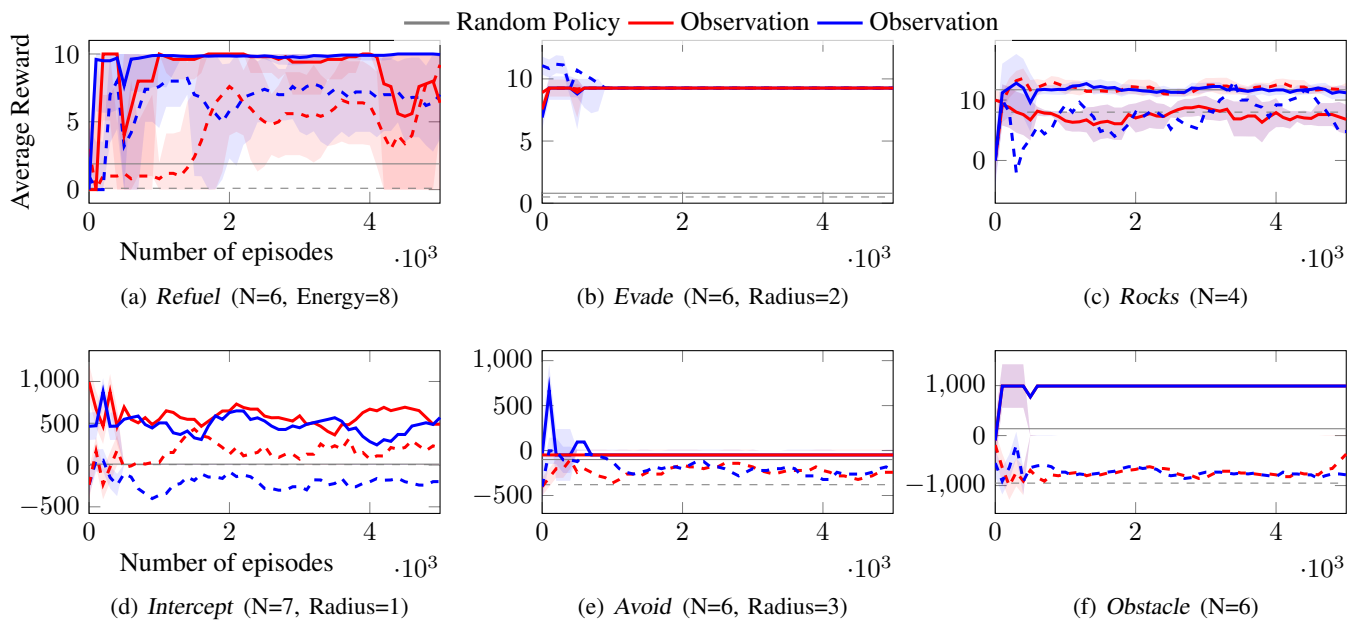 Random Policy Observation Observation
Average Reward
10
5
0
0 2 4
Number of episodes
·10³
(a) Refuel (N=6, Energy=8)
10
5
0
0 2 4
·10³
(b) Evade (N=6, Radius=2)
10
0
0 2 4
·10³
(c) Rocks (N=4)
1,000
500
0
−500
0 2 4
Number of episodes
·10³
(d) Intercept (N=7, Radius=1)
1,000
500
0
−500
0 2 4
·10³
(e) Avoid (N=6, Radius=3)
1,000
0
−1,000
0 2 4
·10³
(f) Obstacle (N=6)